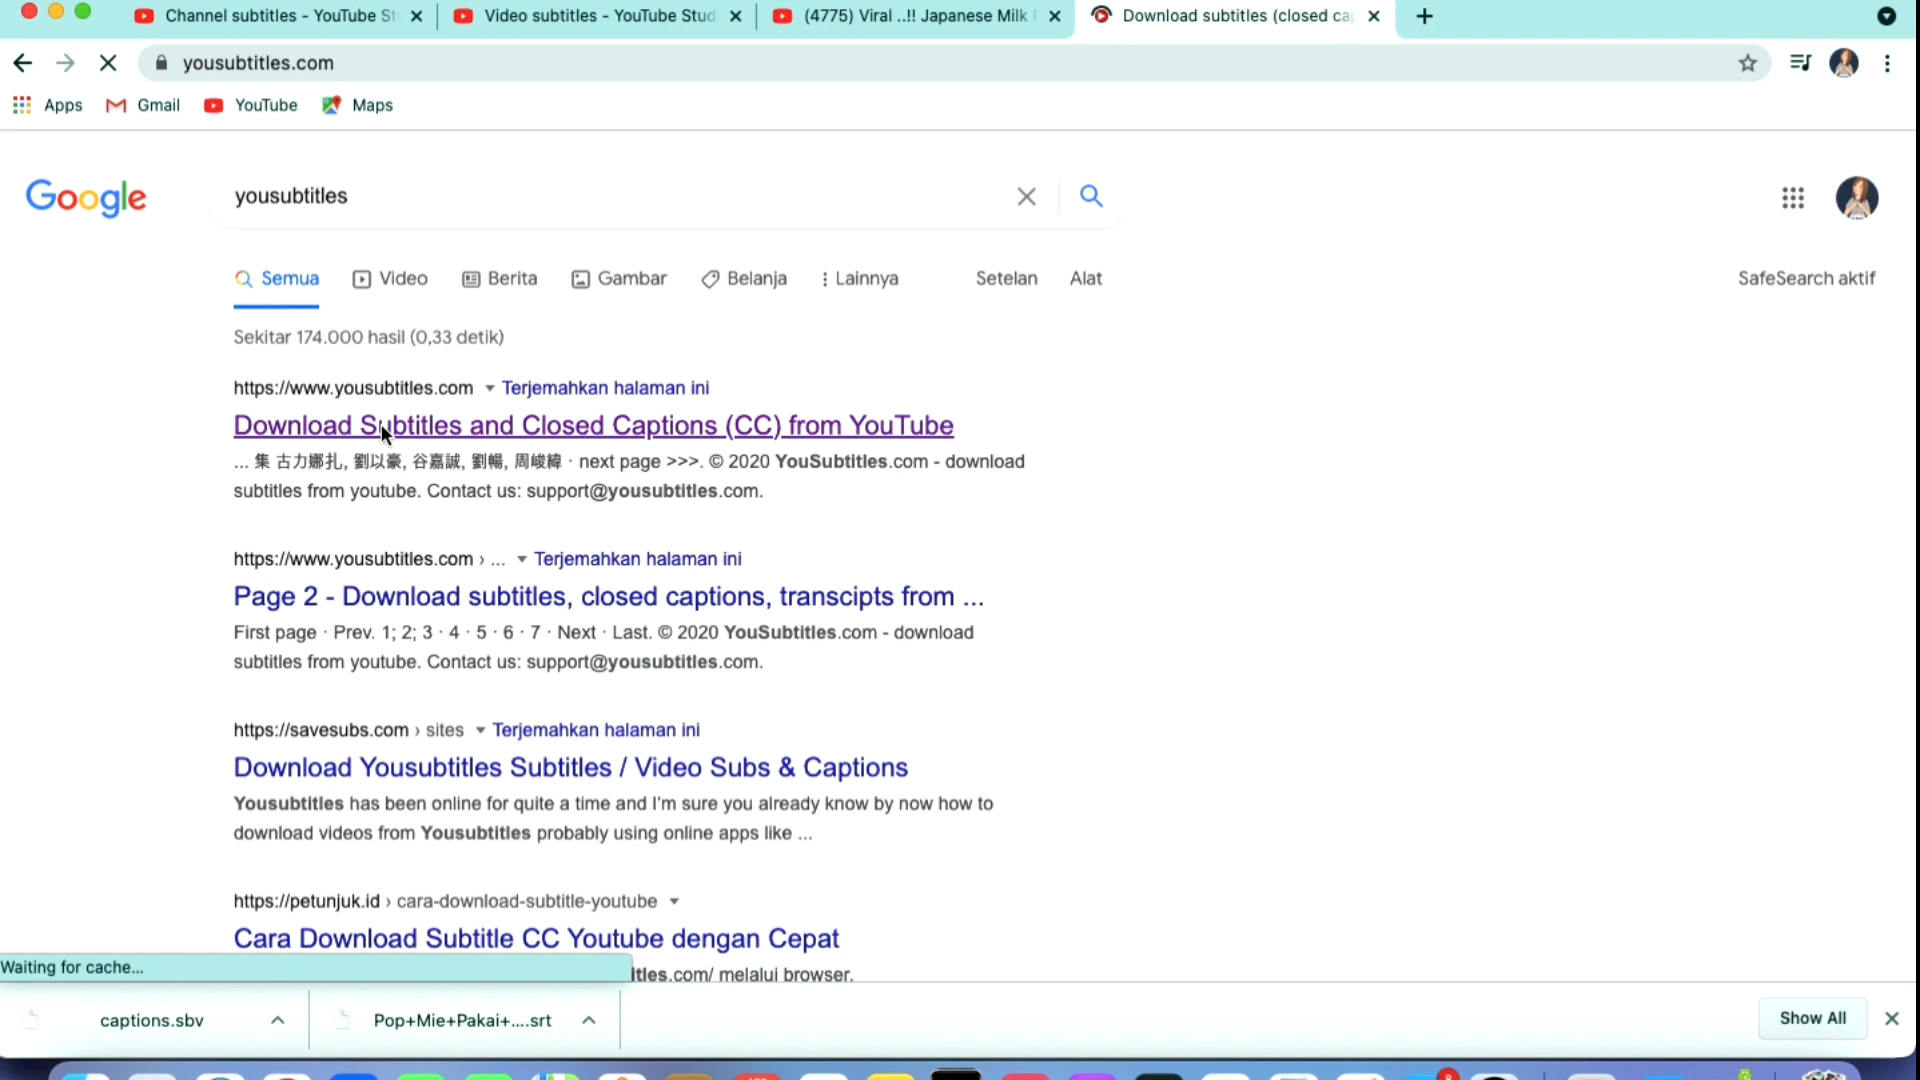 Channel subtitles - YouTube St
Video subtitles - YouTube Stud
(4775) Viral ..!! Japanese Milk
Download subtitles (closed ca
yousubtitles.com
Apps
Gmail
YouTube
Maps
Google
yousubtitles
Semua
Video
Berita
Gambar
Belanja
Lainnya
Setelan
Alat
SafeSearch aktif
Sekitar 174.000 hasil (0,33 detik)
https://www.yousubtitles.com Terjemahkan halaman ini
Download Subtitles and Closed Captions (CC) from YouTube
... 集 古力娜扎, 劉以豪, 谷嘉誠, 劉暢, 周峻緯 · next page >>>. © 2020 YouSubtitles.com - download
subtitles from youtube. Contact us: support@yousubtitles.com.
https://www.yousubtitles.com › ... Terjemahkan halaman ini
Page 2 - Download subtitles, closed captions, transcipts from ...
First page · Prev. 1; 2; 3 · 4 · 5 · 6 · 7 · Next · Last. © 2020 YouSubtitles.com - download
subtitles from youtube. Contact us: support@yousubtitles.com.
https://savesubs.com › sites Terjemahkan halaman ini
Download Yousubtitles Subtitles / Video Subs & Captions
Yousubtitles has been online for quite a time and I'm sure you already know by now how to
download videos from Yousubtitles probably using online apps like ...
https://petunjuk.id › cara-download-subtitle-youtube
Cara Download Subtitle CC Youtube dengan Cepat
Waiting for cache...
itles.com/ melalui browser.
captions.sbv
Pop+Mie+Pakai+....srt
Show All
8